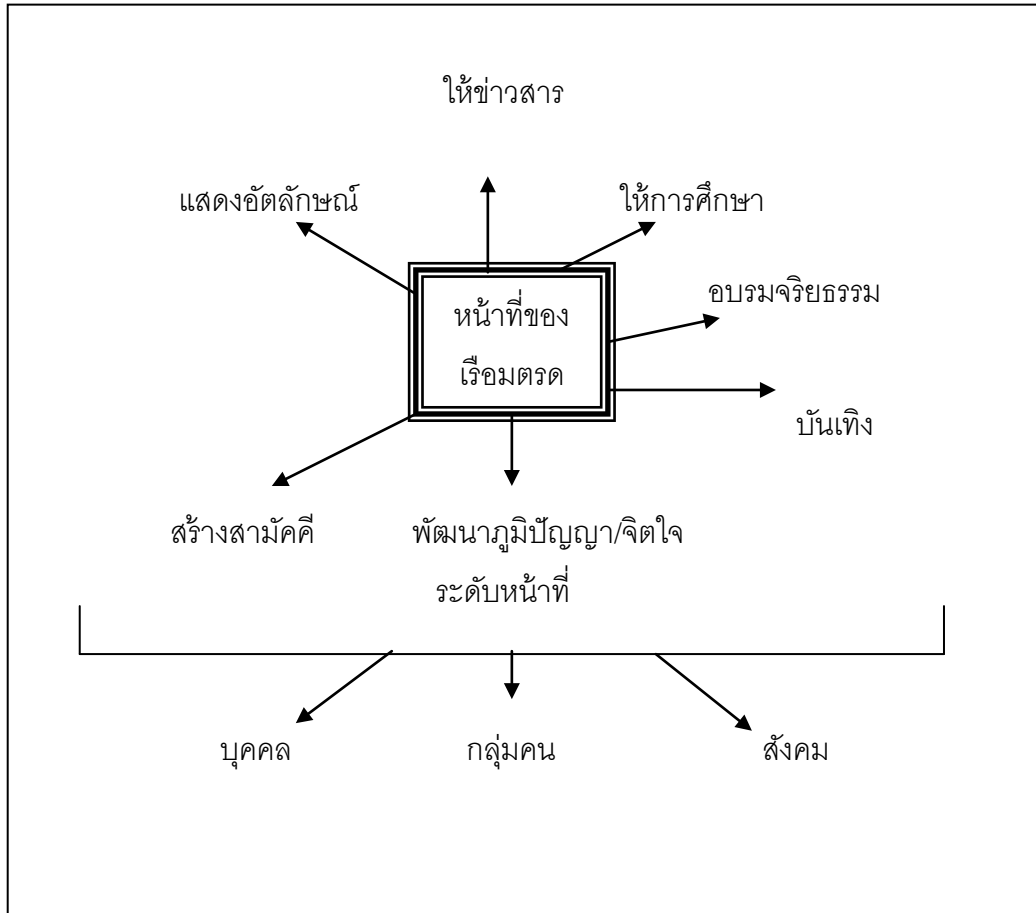 ให้ข่าวสาร
แสดงอัตลักษณ์
ให้การศึกษา
อบรมจริยธรรม
หน้าที่ของ
เรือมตรด
บันเทิง
สร้างสามัคคี
พัฒนาภูมิปัญญา/จิตใจ
ระดับหน้าที่
บุคคล
กลุ่มคน
สังคม